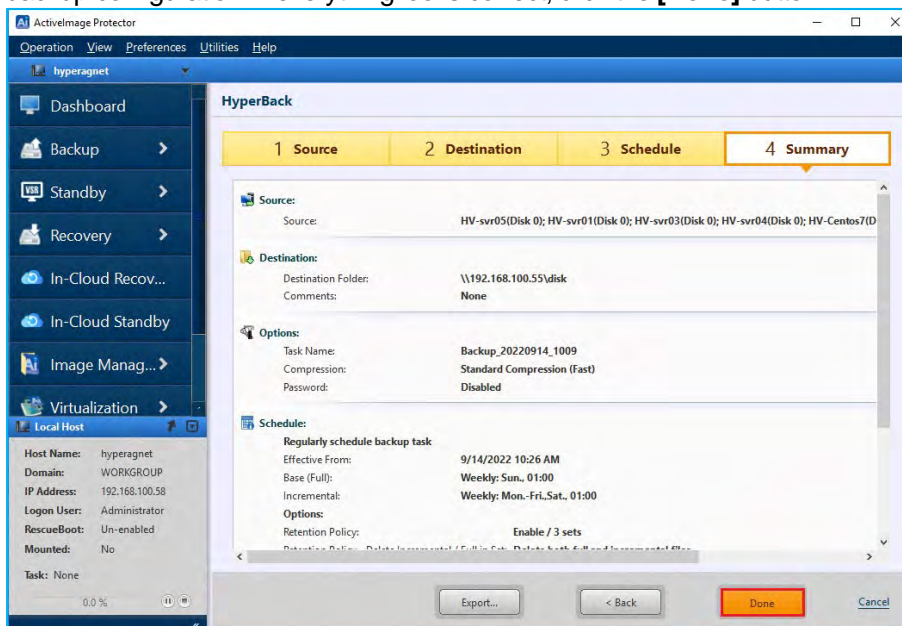 ActiveImage Protector
Operation View Preferences Utilities Help
hyperagnet
Dashboard
Backup
Standby
Recovery
In-Cloud Recov...
In-Cloud Standby
Image Manag...
Virtualization
Local Host
Host Name: hyperagnet
Domain: WORKGROUP
IP Address: 192.168.100.58
Logon User: Administrator
RescueBoot: Un-enabled
Mounted: No
Task: None
0.0 %
HyperBack
1 Source 2 Destination 3 Schedule 4 Summary
Source:
Source: HV-svr05(Disk 0); HV-svr01(Disk 0); HV-svr03(Disk 0); HV-svr04(Disk 0); HV-Centos7(D
Destination:
Destination Folder: \\192.168.100.55\disk
Comments: None
Options:
Task Name: Backup_20220914_1009
Compression: Standard Compression (Fast)
Password: Disabled
Schedule:
Regularly schedule backup task
Effective From: 9/14/2022 10:26 AM
Base (Full): Weekly: Sun., 01:00
Incremental: Weekly: Mon.-Fri.,Sat., 01:00
Options:
Retention Policy: Enable / 3 sets
Export... < Back Done Cancel